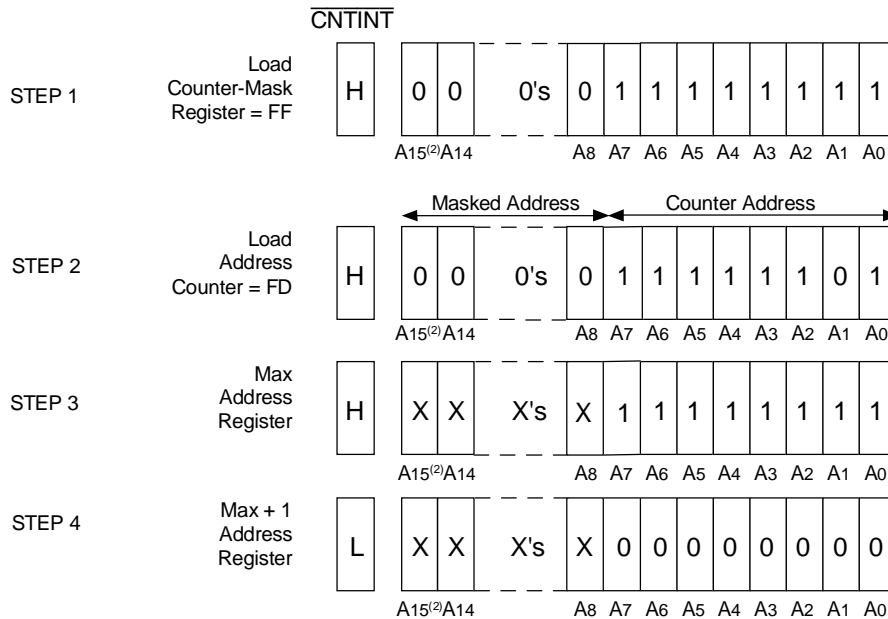 CNTINT
STEP 1
Load
Counter-Mask
Register = FF
H 0 0 0's 0 1 1 1 1 1 1 1 1
A15(2) A14 A8 A7 A6 A5 A4 A3 A2 A1 A0
Masked Address Counter Address
STEP 2
Load
Address
Counter = FD
H 0 0 0's 0 1 1 1 1 1 1 0 1
A15(2) A14 A8 A7 A6 A5 A4 A3 A2 A1 A0
STEP 3
Max
Address
Register
H X X X's X 1 1 1 1 1 1 1 1
A15(2) A14 A8 A7 A6 A5 A4 A3 A2 A1 A0
STEP 4
Max + 1
Address
Register
L X X X's X 0 0 0 0 0 0 0 0
A15(2) A14 A8 A7 A6 A5 A4 A3 A2 A1 A0